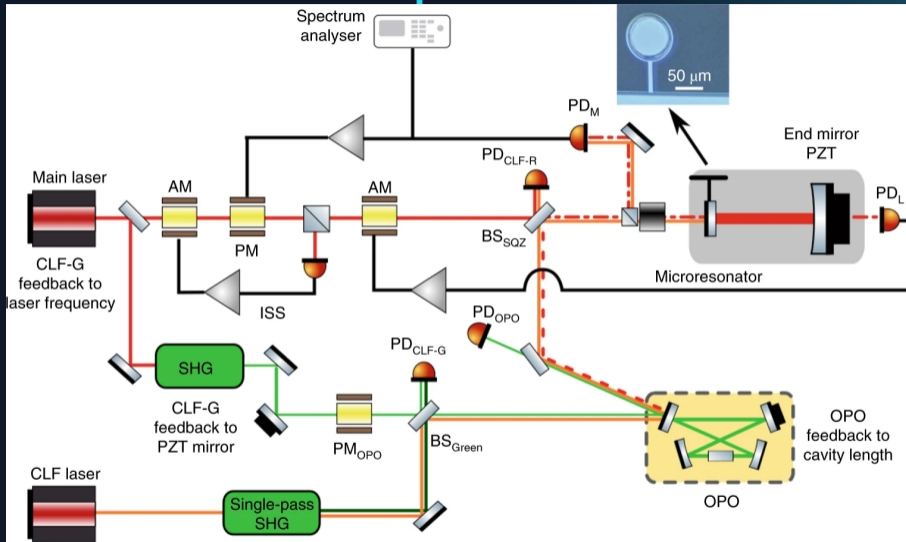 Spectrum
analyser
50 μm
PD_M
End mirror
PZT
PD_CLF-R
Main laser
AM
AM
PD_L
PM
BS_SQZ
CLF-G
feedback to
laser frequency
Microresonator
ISS
PD_OPO
PD_CLF-G
SHG
CLF-G
feedback to
PZT mirror
PM_OPO
BS_Green
OPO
feedback to
cavity length
CLF laser
Single-pass
SHG
OPO